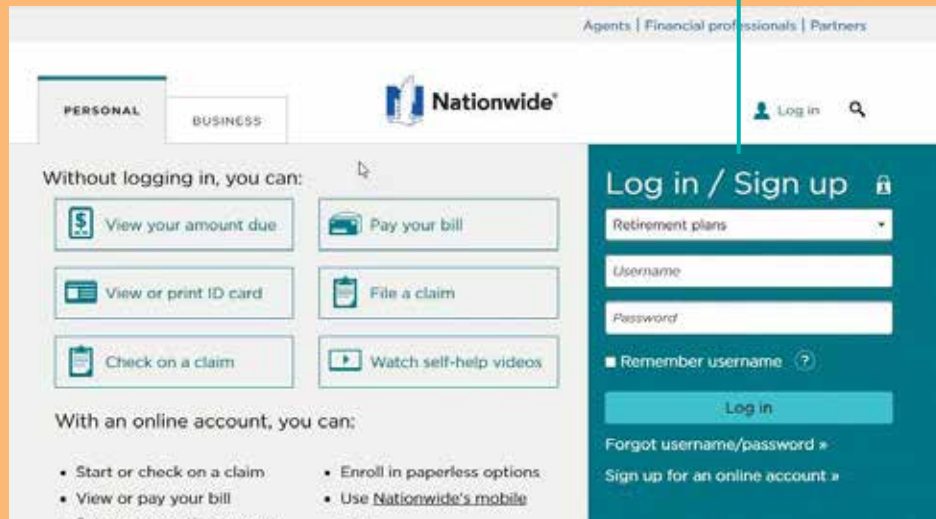 Agents | Financial professionals | Partners
PERSONAL
BUSINESS
Nationwide®
Log in
Without logging in, you can:
View your amount due
Pay your bill
View or print ID card
File a claim
Check on a claim
Watch self-help videos
With an online account, you can:
• Start or check on a claim
• View or pay your bill
• Enroll in paperless options
• Use Nationwide's mobile
Log in / Sign up
Retirement plans
Username
Password
Remember username ?
Log in
Forgot username/password »
Sign up for an online account »